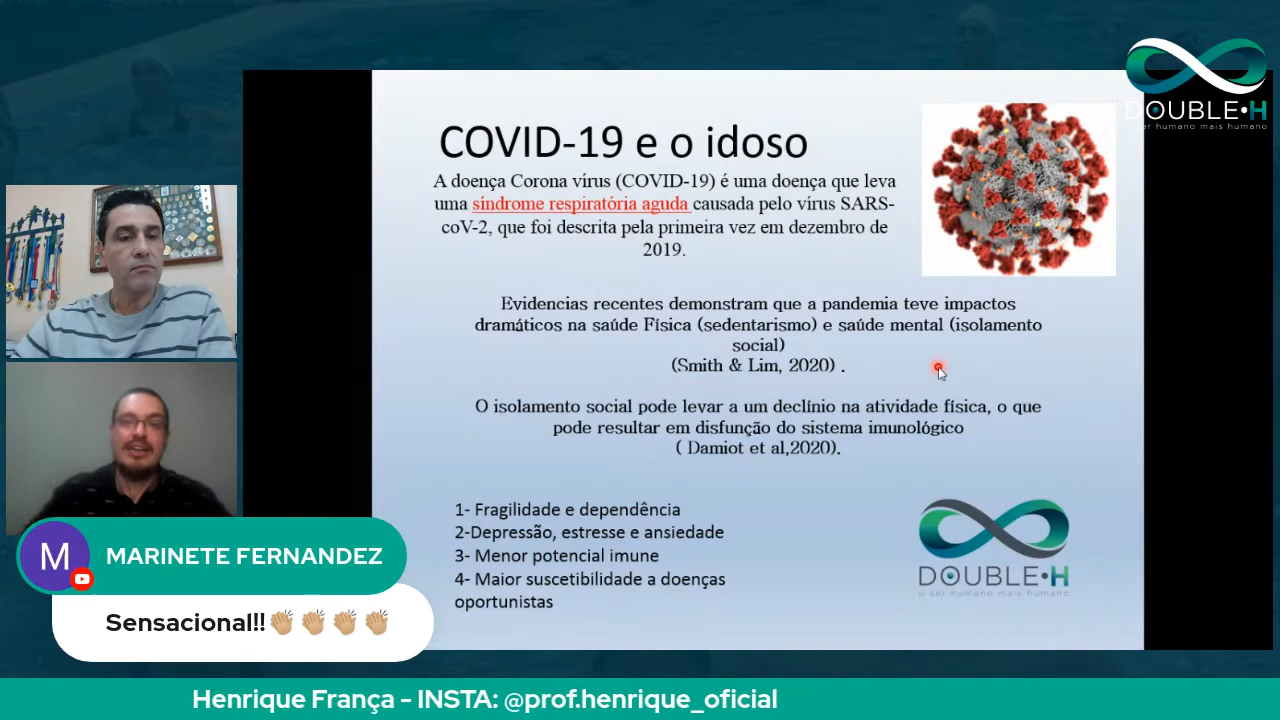 DOUBLE•H
o ser humano mais humano
COVID-19 e o idoso
A doença Corona vírus (COVID-19) é uma doença que leva
uma síndrome respiratória aguda causada pelo vírus SARS-
coV-2, que foi descrita pela primeira vez em dezembro de
2019.
Evidencias recentes demonstram que a pandemia teve impactos
dramáticos na saúde Física (sedentarismo) e saúde mental (isolamento
social)
(Smith & Lim, 2020) .
O isolamento social pode levar a um declínio na atividade física, o que
pode resultar em disfunção do sistema imunológico
( Damiot et al,2020).
1- Fragilidade e dependência
2-Depressão, estresse e ansiedade
3- Menor potencial imune
4- Maior suscetibilidade a doenças
oportunistas
DOUBLE•H
o ser humano mais humano
M
MARINETE FERNANDEZ
Sensacional!!👏🏼👏🏼👏🏼👏🏼
Henrique França - INSTA: @prof.henrique_oficial